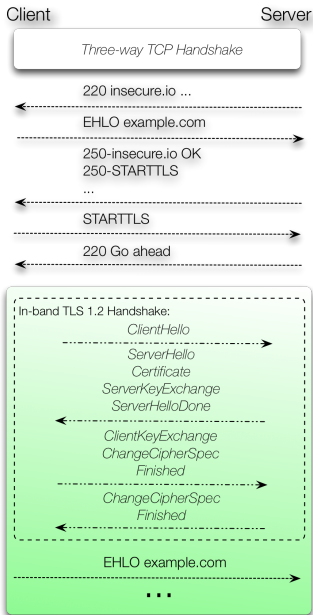 Client Server
Three-way TCP Handshake
220 insecure.io ...
EHLO example.com
250-insecure.io OK
250-STARTTLS
...
STARTTLS
220 Go ahead
In-band TLS 1.2 Handshake:
ClientHello
ServerHello
Certificate
ServerKeyExchange
ServerHelloDone
ClientKeyExchange
ChangeCipherSpec
Finished
ChangeCipherSpec
Finished
EHLO example.com
...